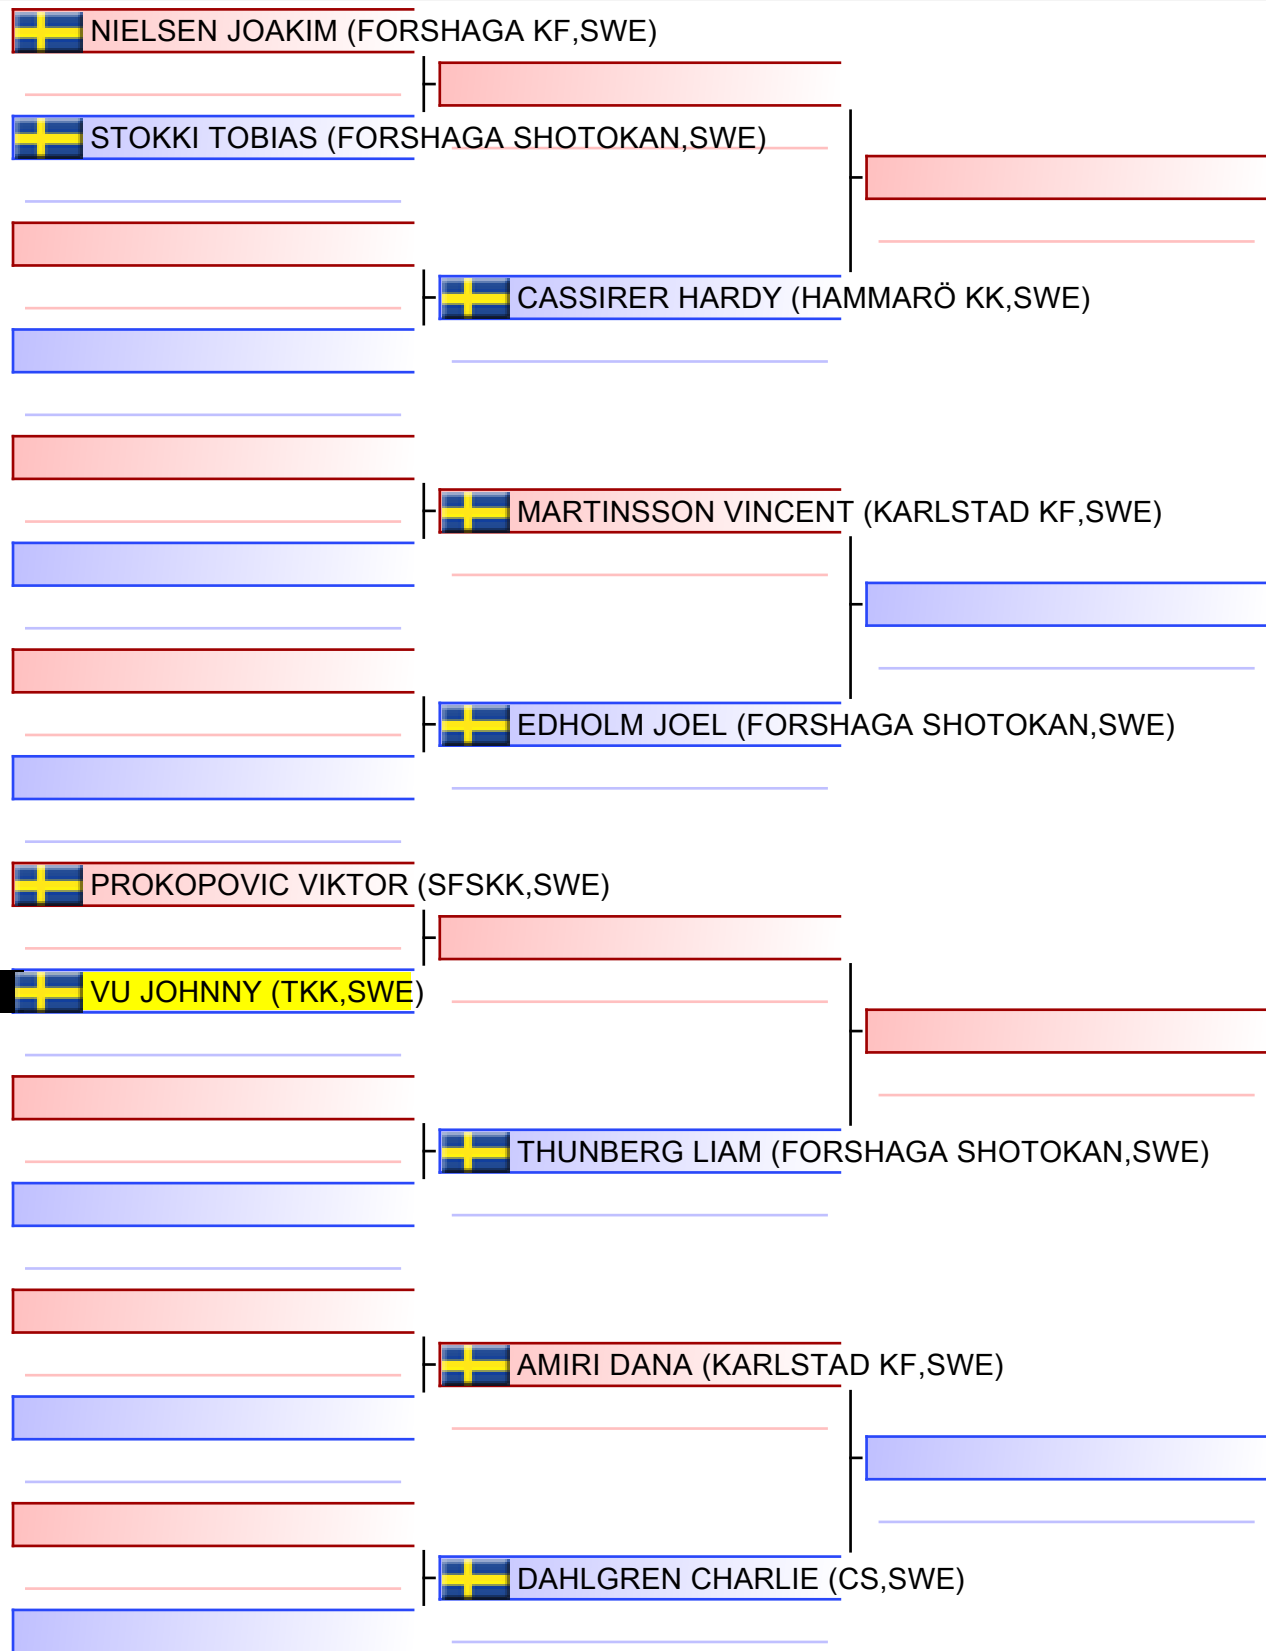 NIELSEN JOAKIM (FORSHAGA KF,SWE)
STOKKI TOBIAS (FORSHAGA SHOTOKAN,SWE)
CASSIRER HARDY (HAMMARÖ KK,SWE)
MARTINSSON VINCENT (KARLSTAD KF,SWE)
EDHOLM JOEL (FORSHAGA SHOTOKAN,SWE)
PROKOPOVIC VIKTOR (SFSKK,SWE)
VU JOHNNY (TKK,SWE)
THUNBERG LIAM (FORSHAGA SHOTOKAN,SWE)
AMIRI DANA (KARLSTAD KF,SWE)
DAHLGREN CHARLIE (CS,SWE)